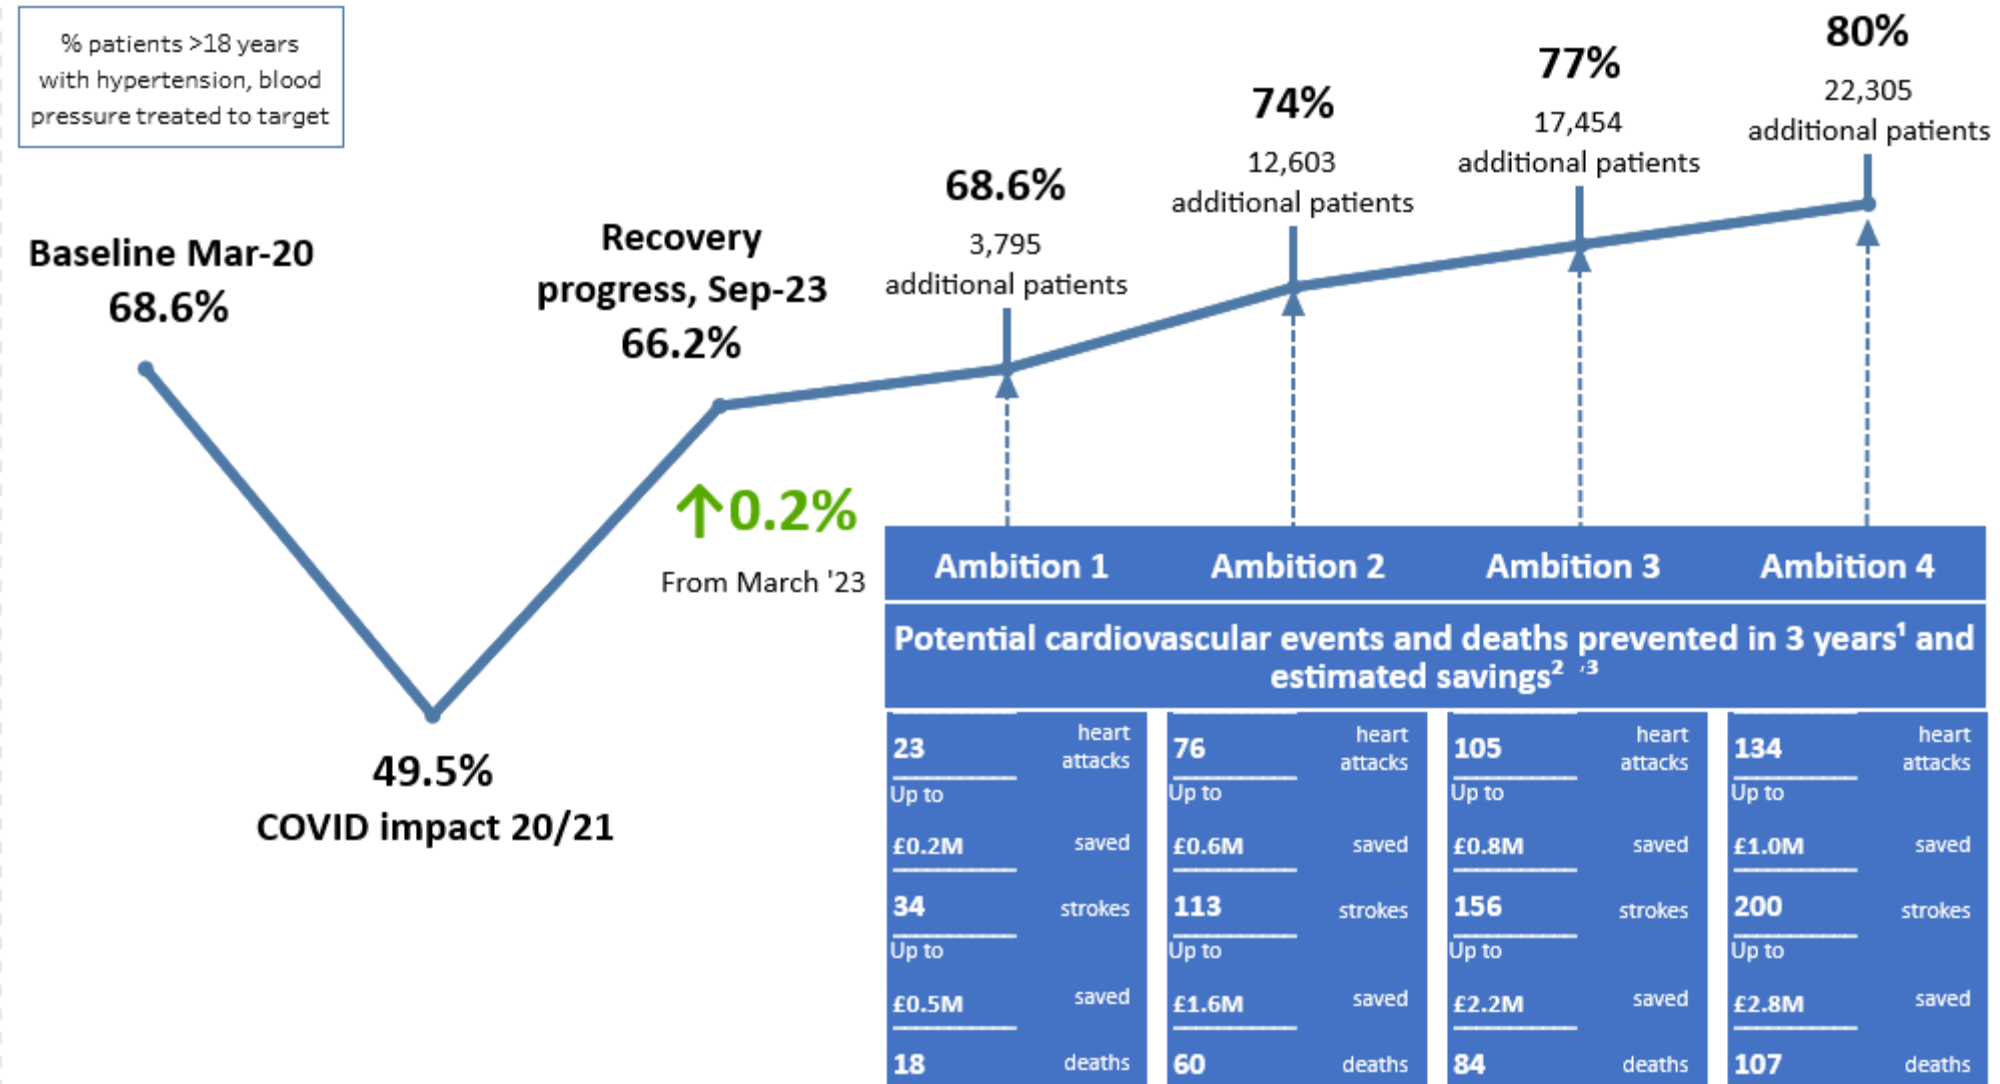 % patients >18 years
with hypertension, blood
pressure treated to target
Baseline Mar-20
68.6%
49.5%
COVID impact 20/21
Recovery
progress, Sep-23
66.2%
↑0.2%
From March '23
68.6%
3,795
additional patients
74%
12,603
additional patients
77%
17,454
additional patients
80%
22,305
additional patients
Ambition 1 Ambition 2 Ambition 3 Ambition 4
Potential cardiovascular events and deaths prevented in 3 years¹ and
estimated savings² ,³
23 heart attacks 76 heart attacks 105 heart attacks 134 heart attacks
Up to Up to Up to Up to
£0.2M saved £0.6M saved £0.8M saved £1.0M saved
34 strokes 113 strokes 156 strokes 200 strokes
Up to Up to Up to Up to
£0.5M saved £1.6M saved £2.2M saved £2.8M saved
18 deaths 60 deaths 84 deaths 107 deaths